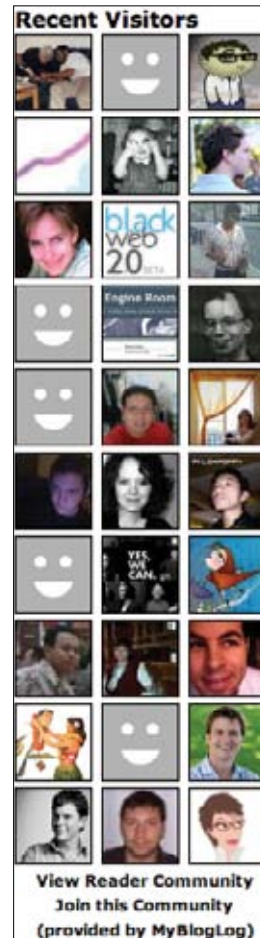 Recent Visitors
black
web
20 BETA
Engine Room
YES,
WE
CAN.
View Reader Community
Join this Community
(provided by MyBlogLog)